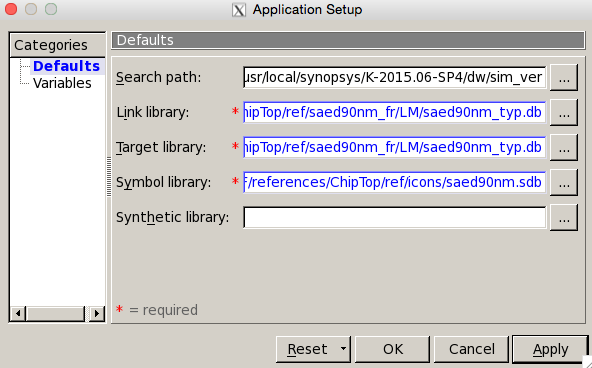 Application Setup
Categories
Defaults
Variables
Defaults
Search path: usr/local/synopsys/K-2015.06-SP4/dw/sim_ver ...
Link library: * hipTop/ref/saed90nm_fr/LM/saed90nm_typ.db ...
Target library: * hipTop/ref/saed90nm_fr/LM/saed90nm_typ.db ...
Symbol library: * F/references/ChipTop/ref/icons/saed90nm.sdb ...
Synthetic library: ...
* = required
Reset OK Cancel Apply